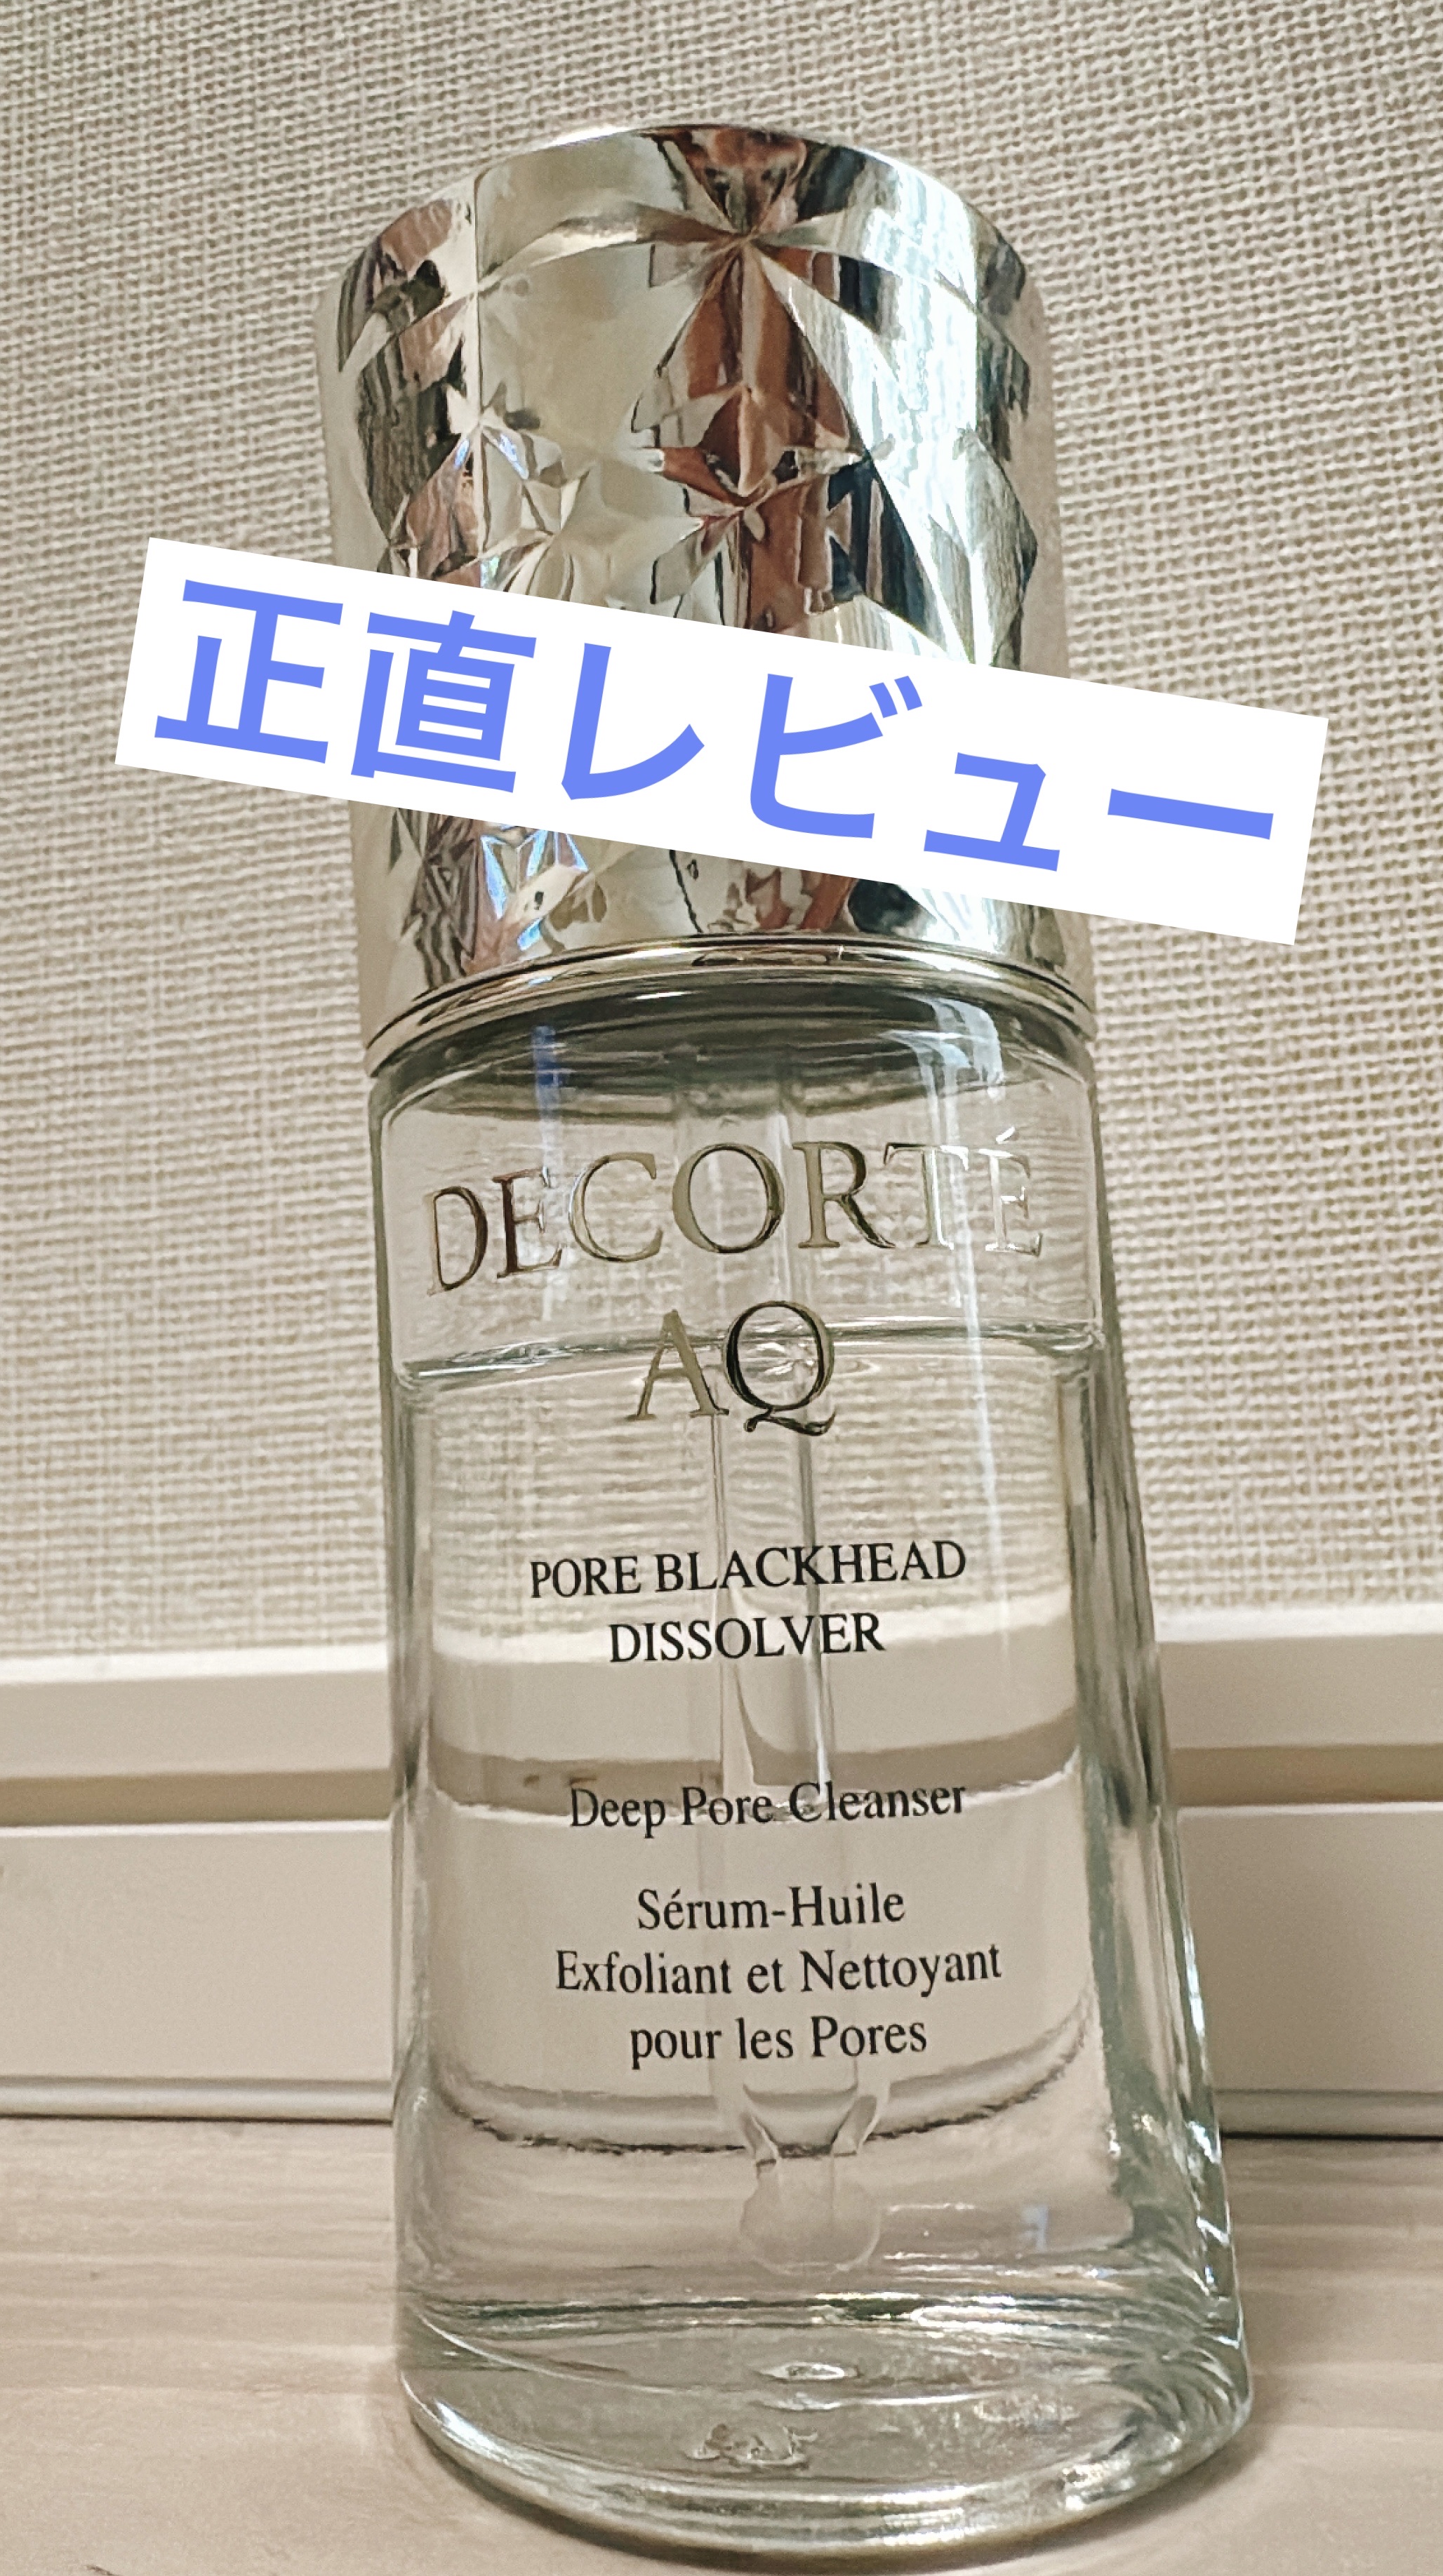 正直レビュー
DECORTÉ
AQ
PORE BLACKHEAD
DISSOLVER
Deep Pore Cleanser
Sérum-Huile
Exfoliant et Nettoyant
pour les Pores